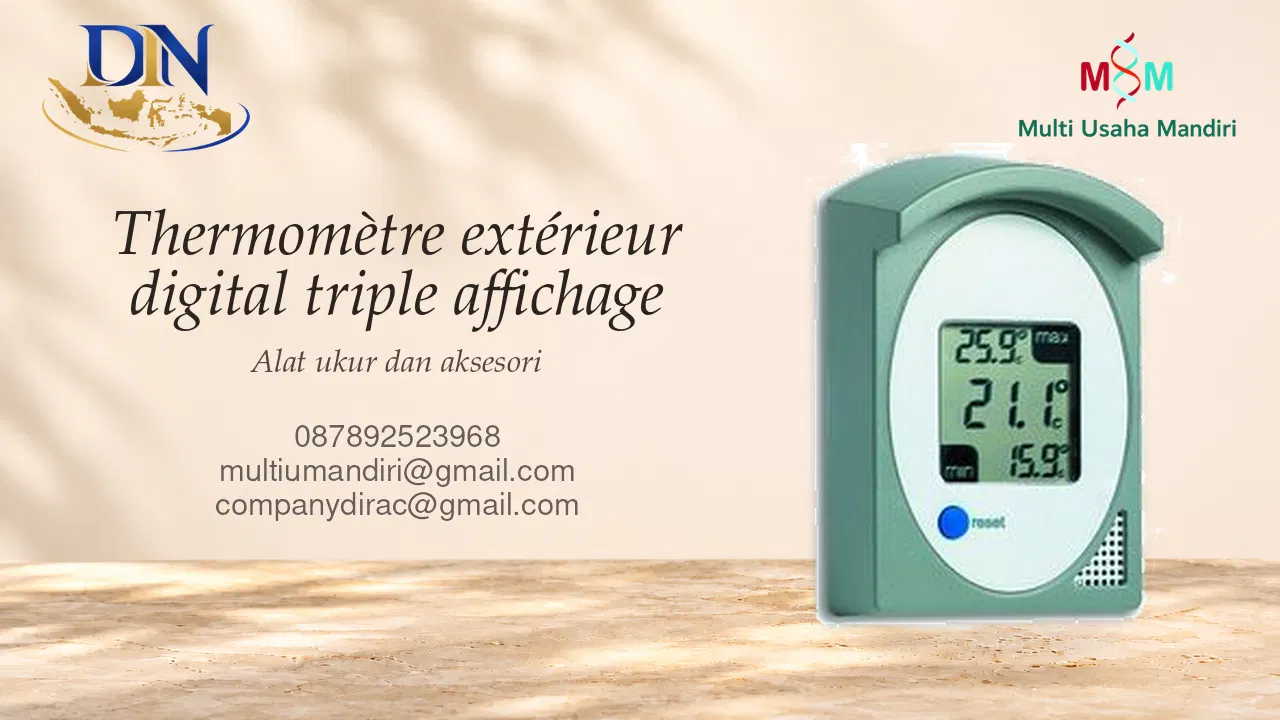 DIN
M M
Multi Usaha Mandiri
Thermomètre extérieur
digital triple affichage
Alat ukur dan aksesori
087892523968
multiumandiri@gmail.com
companydirac@gmail.com
25.9°c max
21.1°c
min 15.9°c
reset